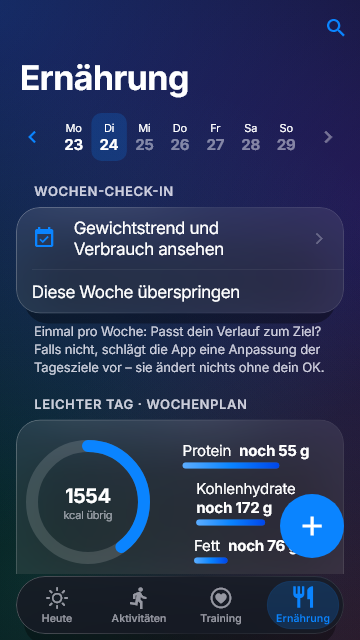 Ernährung
Mo Di Mi Do Fr Sa So
23 24 25 26 27 28 29
WOCHEN-CHECK-IN
Gewichtstrend und
Verbrauch ansehen
Diese Woche überspringen
Einmal pro Woche: Passt dein Verlauf zum Ziel?
Falls nicht, schlägt die App eine Anpassung der
Tagesziele vor – sie ändert nichts ohne dein OK.
LEICHTER TAG · WOCHENPLAN
1554
kcal übrig
Protein noch 55 g
Kohlenhydrate
noch 172 g
Fett noch 76
Heute Aktivitäten Training Ernährung